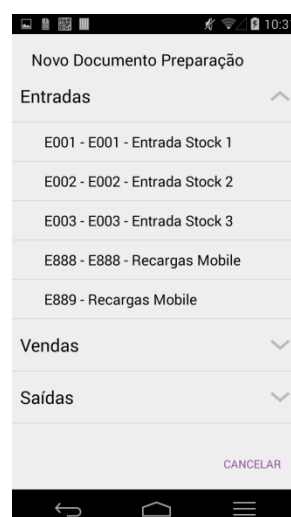 10:3
Novo Documento Preparação
Entradas
E001 - E001 - Entrada Stock 1
E002 - E002 - Entrada Stock 2
E003 - E003 - Entrada Stock 3
E888 - E888 - Recargas Mobile
E889 - Recargas Mobile
Vendas
Saídas
CANCELAR